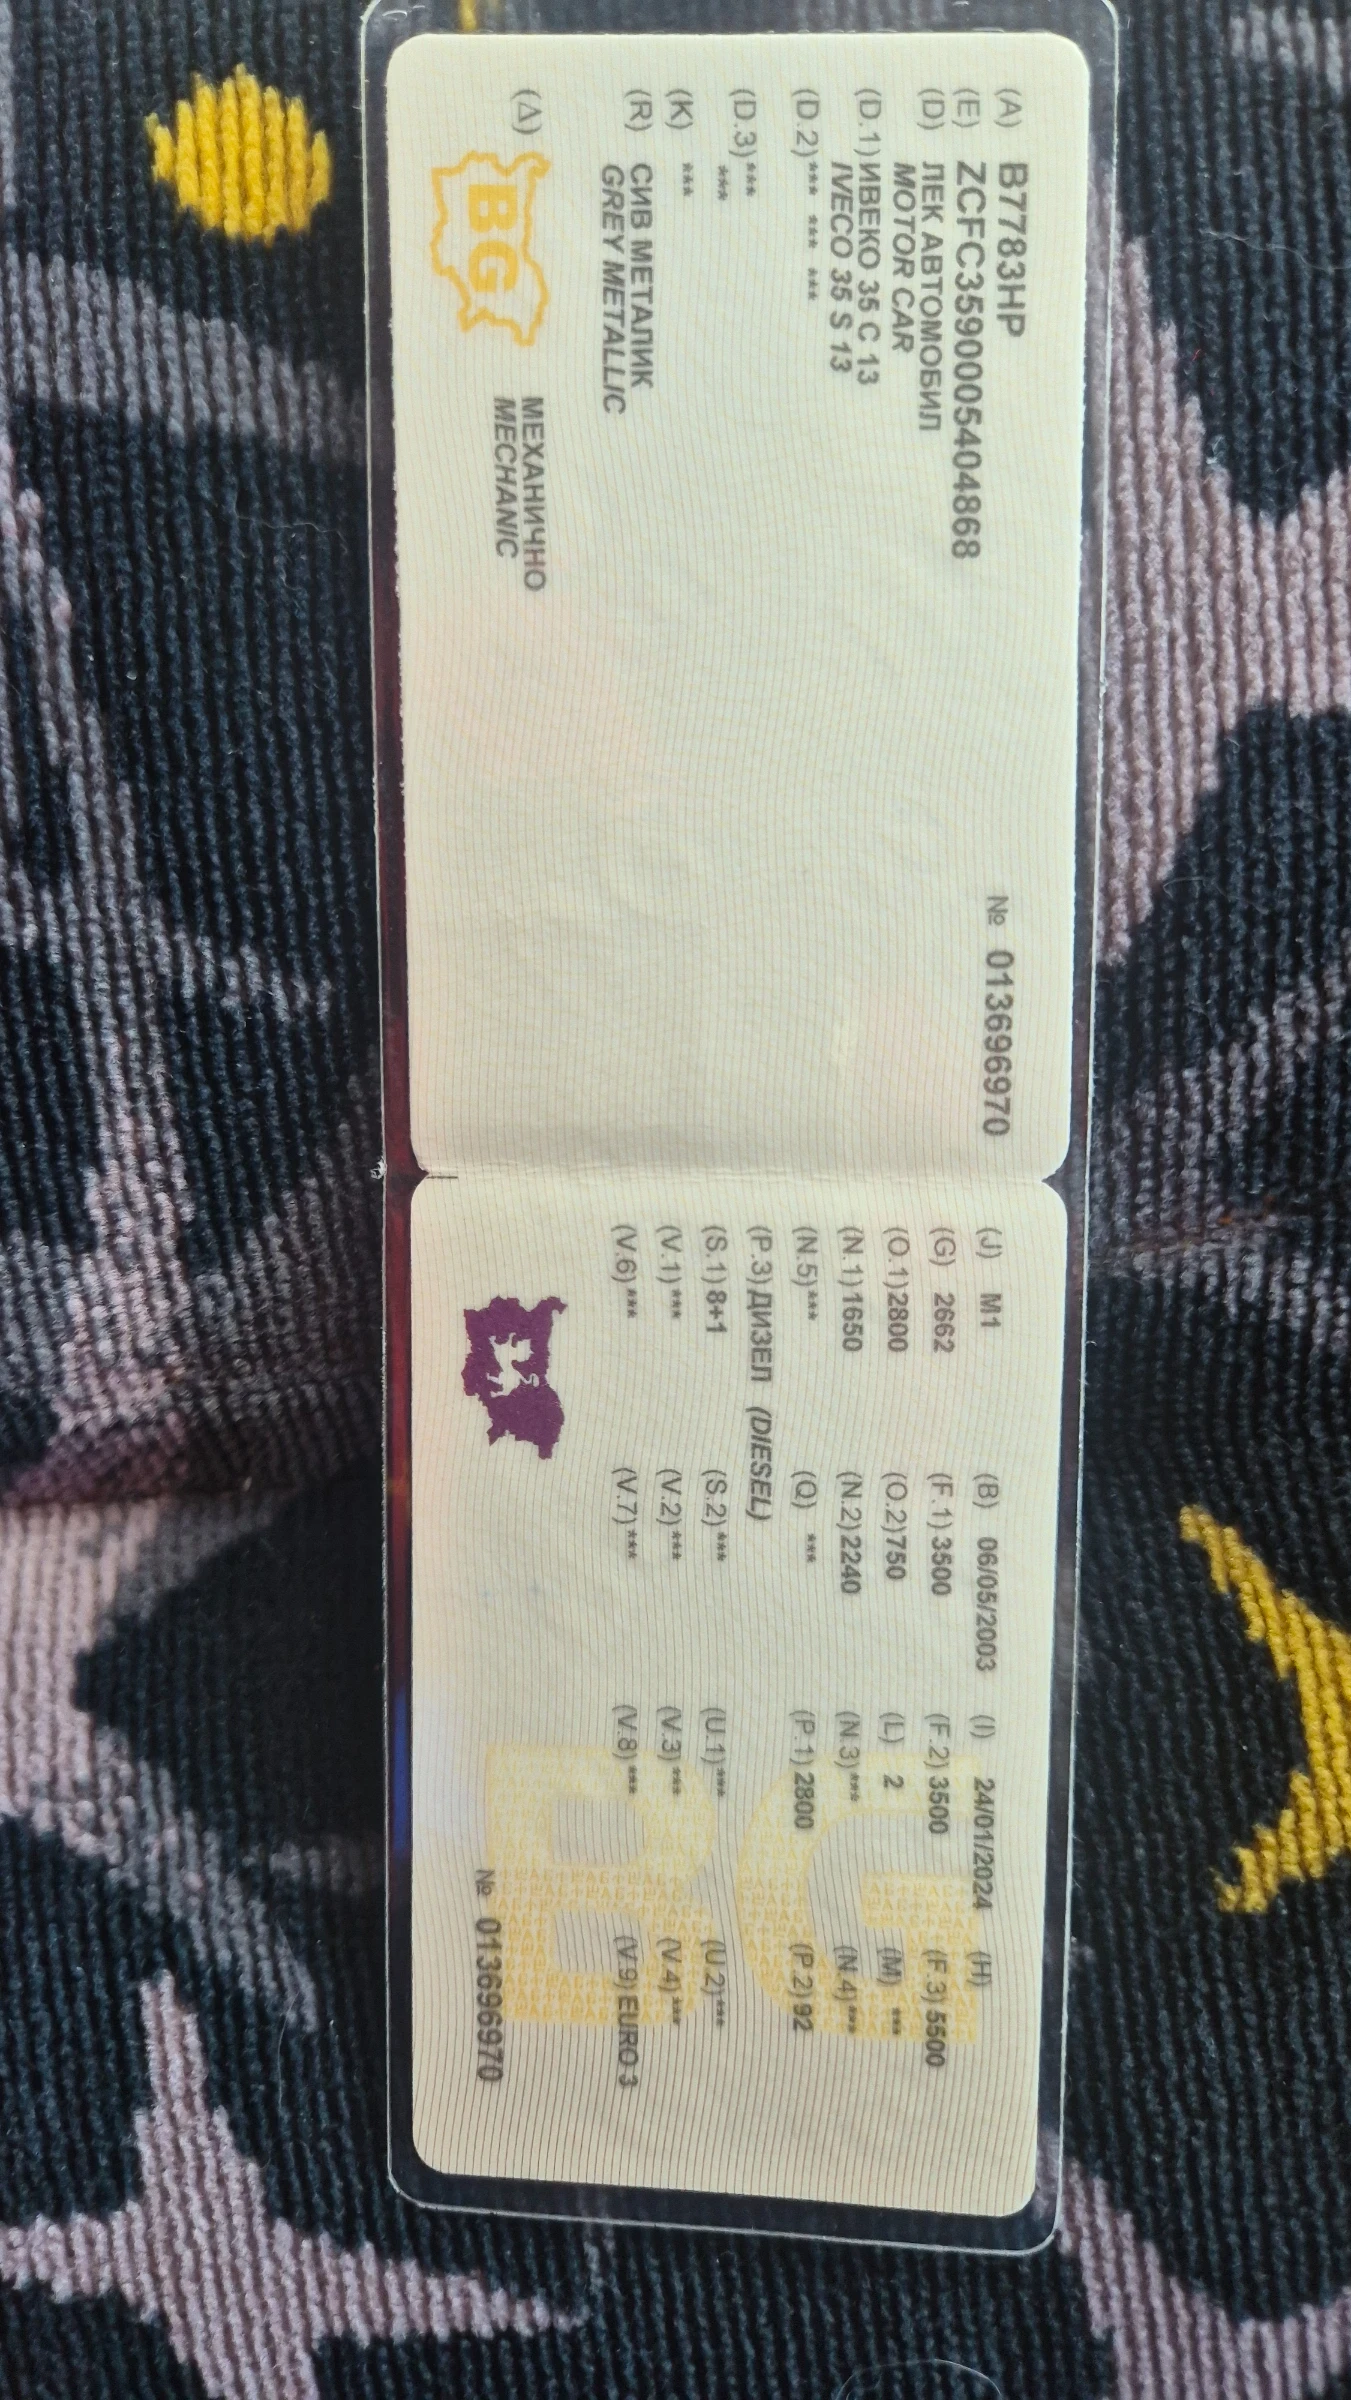 (A) B7783HP
№ 013696970
(E) ZCFC3590005404868
(D) ЛЕК АВТОМОБИЛ
MOTOR CAR
(D.1) ИВЕКО 35 С 13
IVECO 35 S 13
(D.2) *** *** ***
(D.3) ***
***
(K) ***
(R) СИВ МЕТАЛИК
GREY METALLIC
(Δ) МЕХАНИЧНО
MECHANIC
BG
(J) M1 (B) 06/05/2003 (I) 24/01/2024 (H)
(G) 2662 (F.1) 3500 (F.2) 3500 (F.3) 5500
(O.1) 2800 (O.2) 750 (L) 2 (M) ***
(N.1) 1650 (N.2) 2240 (N.3) *** (N.4) ***
(N.5) *** (Q) *** (P.1) 2800 (P.2) 92
(P.3) ДИЗЕЛ (DIESEL)
(S.1) 8+1 (S.2) *** (U.1) *** (U.2) ***
(V.1) *** (V.2) *** (V.3) *** (V.4) ***
(V.6) *** (V.7) *** (V.8) *** (V.9) EURO 3
№ 013696970
BG